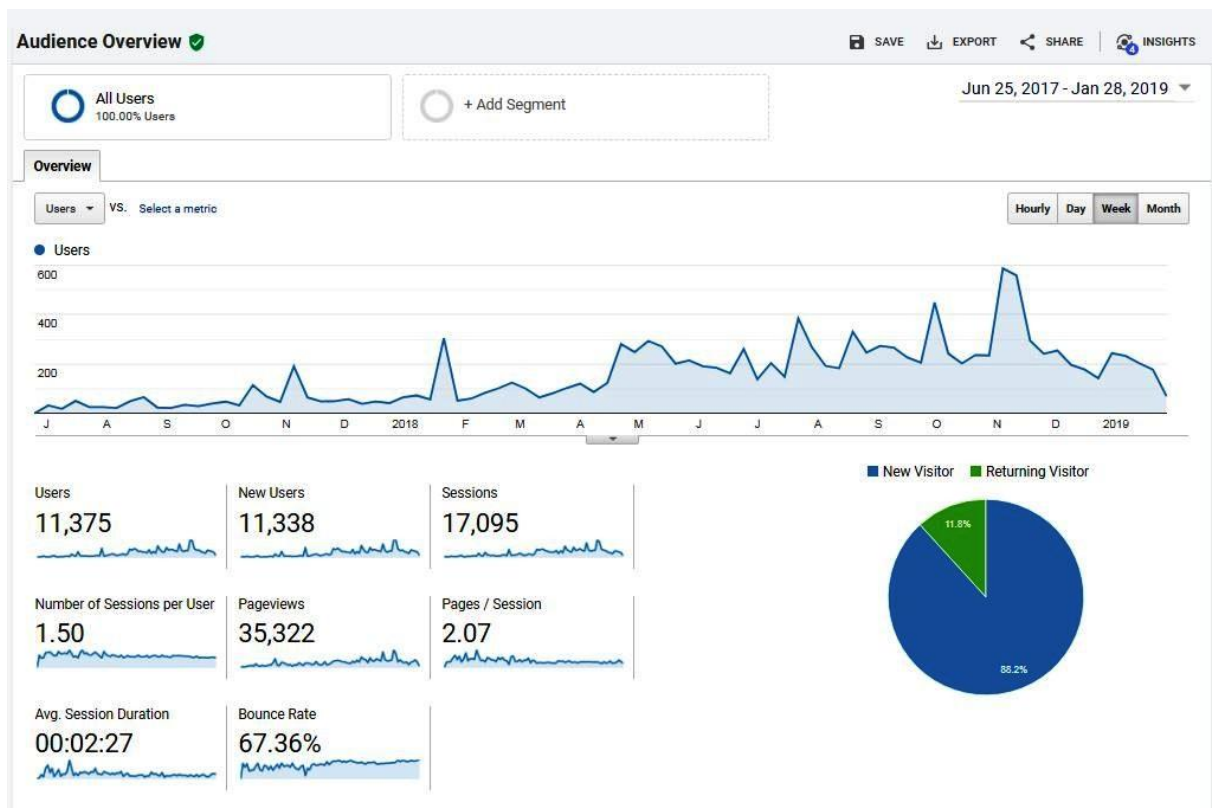 Audience Overview
SAVE EXPORT SHARE 4 INSIGHTS
All Users
100.00% Users
+ Add Segment
Jun 25, 2017 - Jan 28, 2019
Overview
Users VS. Select a metric
Hourly Day Week Month
Users
600
400
200
J A S O N D 2018 F M A M J J A S O N D 2019
New Visitor Returning Visitor
Users New Users Sessions
11,375 11,338 17,095
11.8%
Number of Sessions per User Pageviews Pages / Session
1.50 35,322 2.07
88.2%
Avg. Session Duration Bounce Rate
00:02:27 67.36%